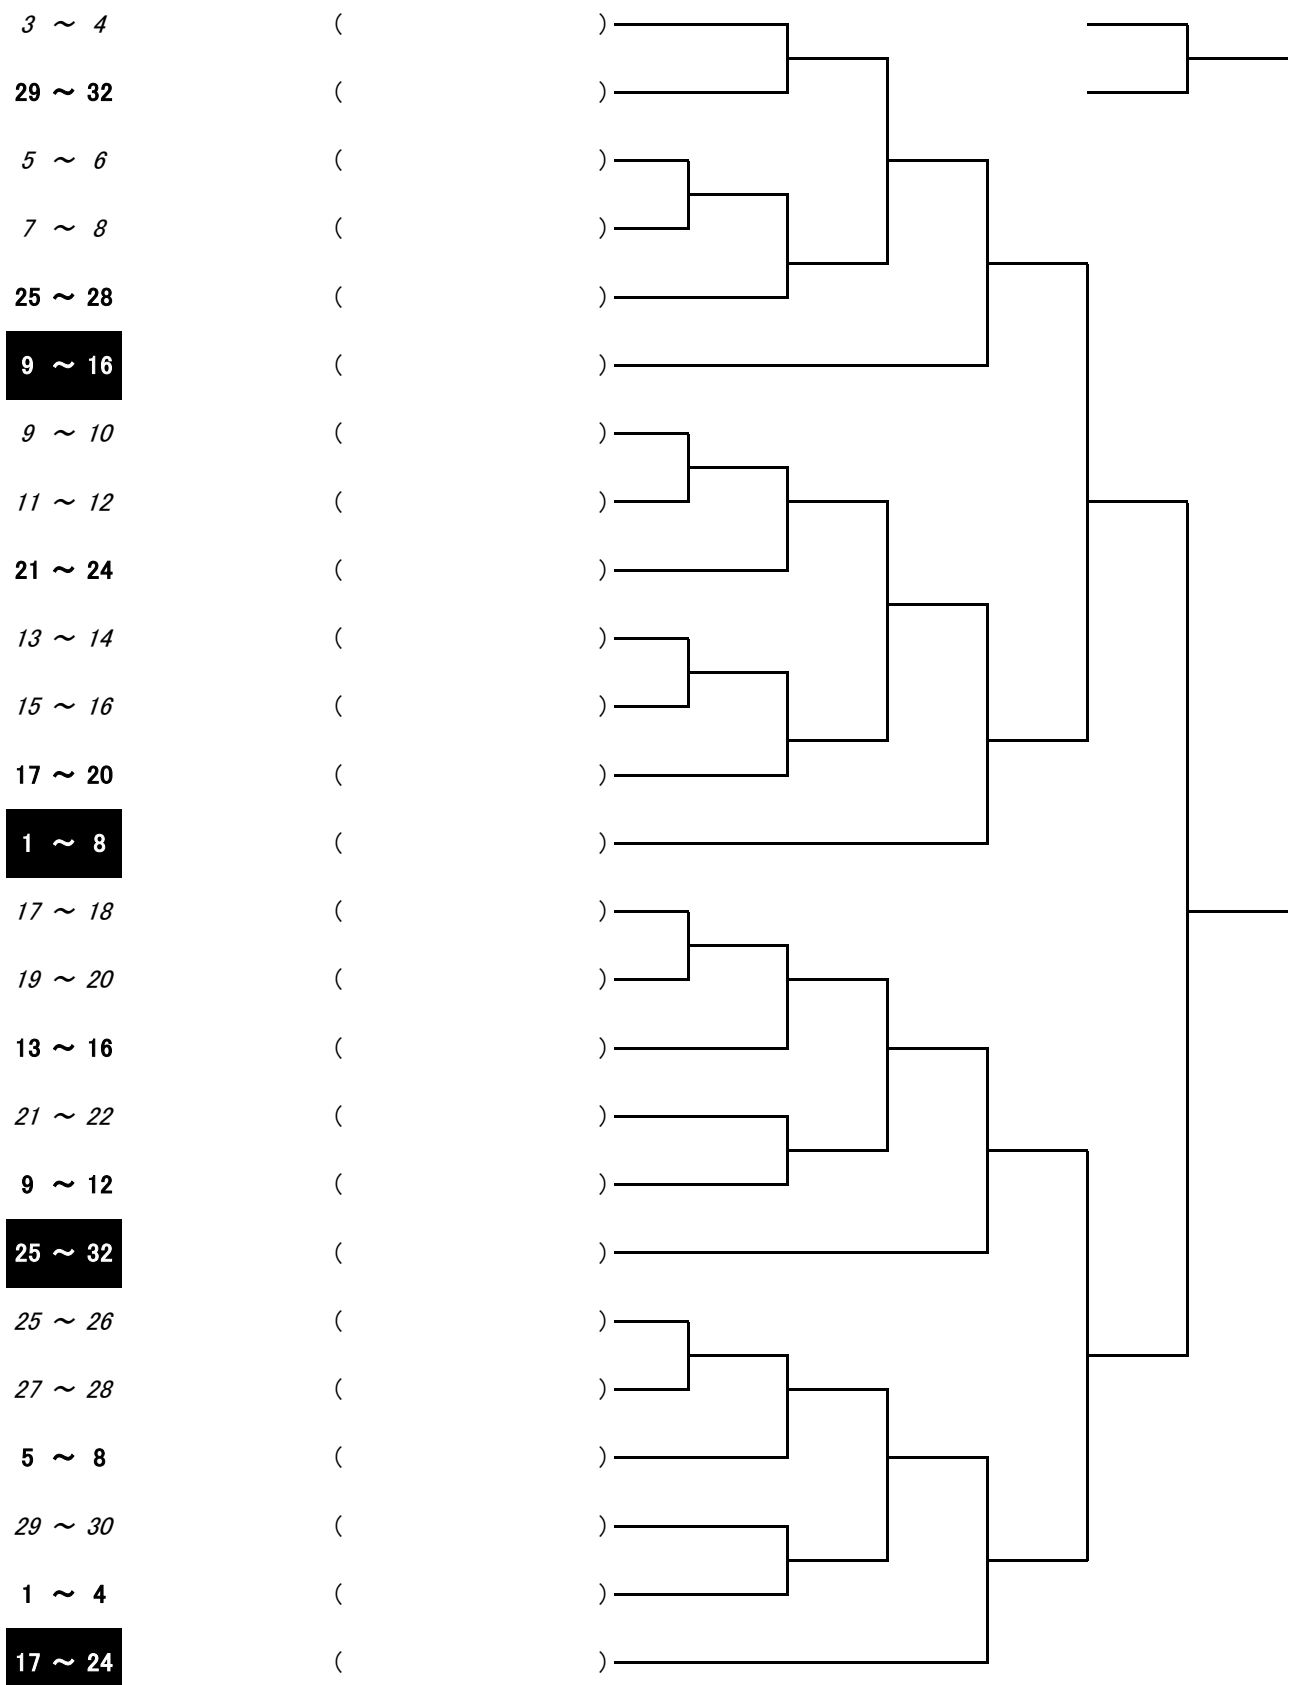 3 ～ 4 ( )
29 ～ 32 ( )
5 ～ 6 ( )
7 ～ 8 ( )
25 ～ 28 ( )
9 ～ 16 ( )
9 ～ 10 ( )
11 ～ 12 ( )
21 ～ 24 ( )
13 ～ 14 ( )
15 ～ 16 ( )
17 ～ 20 ( )
1 ～ 8 ( )
17 ～ 18 ( )
19 ～ 20 ( )
13 ～ 16 ( )
21 ～ 22 ( )
9 ～ 12 ( )
25 ～ 32 ( )
25 ～ 26 ( )
27 ～ 28 ( )
5 ～ 8 ( )
29 ～ 30 ( )
1 ～ 4 ( )
17 ～ 24 ( )